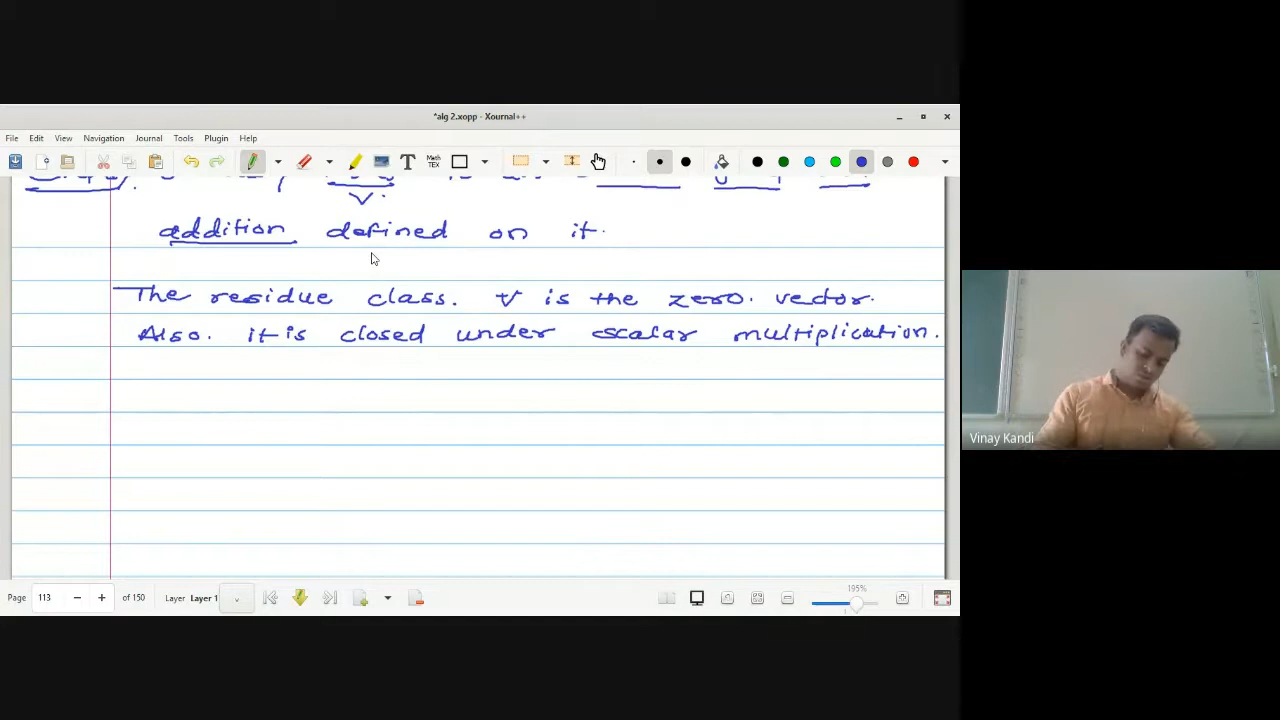 *alg 2.xopp - Xournal++
File Edit View Navigation Journal Tools Plugin Help
V.
addition defined on it.
The residue class. V is the zero. vector.
Also. it is closed under scalar multiplication.
Vinay Kandi
Page 113 of 150 Layer Layer 1 195%